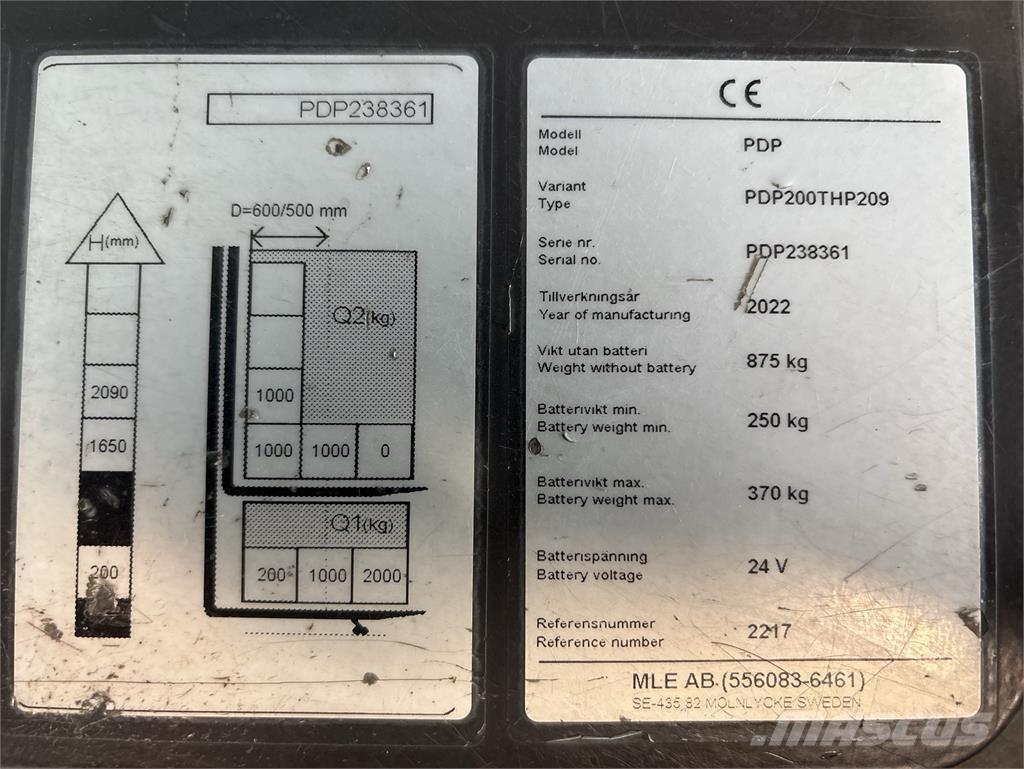 PDP238361
D=600/500 mm
H(mm)
Q2(kg)
2090
1000
1650
1000 1000 0
Q1(kg)
200
200 1000 2000
CE
Modell
Model
PDP
Variant
Type
PDP200THP209
Serie nr.
Serial no.
PDP238361
Tillverkningsår
Year of manufacturing
2022
Vikt utan batteri
Weight without battery
875 kg
Batterivikt min.
Battery weight min.
250 kg
Batterivikt max.
Battery weight max.
370 kg
Batterispänning
Battery voltage
24 V
Referensnummer
Reference number
2217
MLE AB (556083-6461)
SE-435 82 MÖLNLYCKE SWEDEN
MASCUS